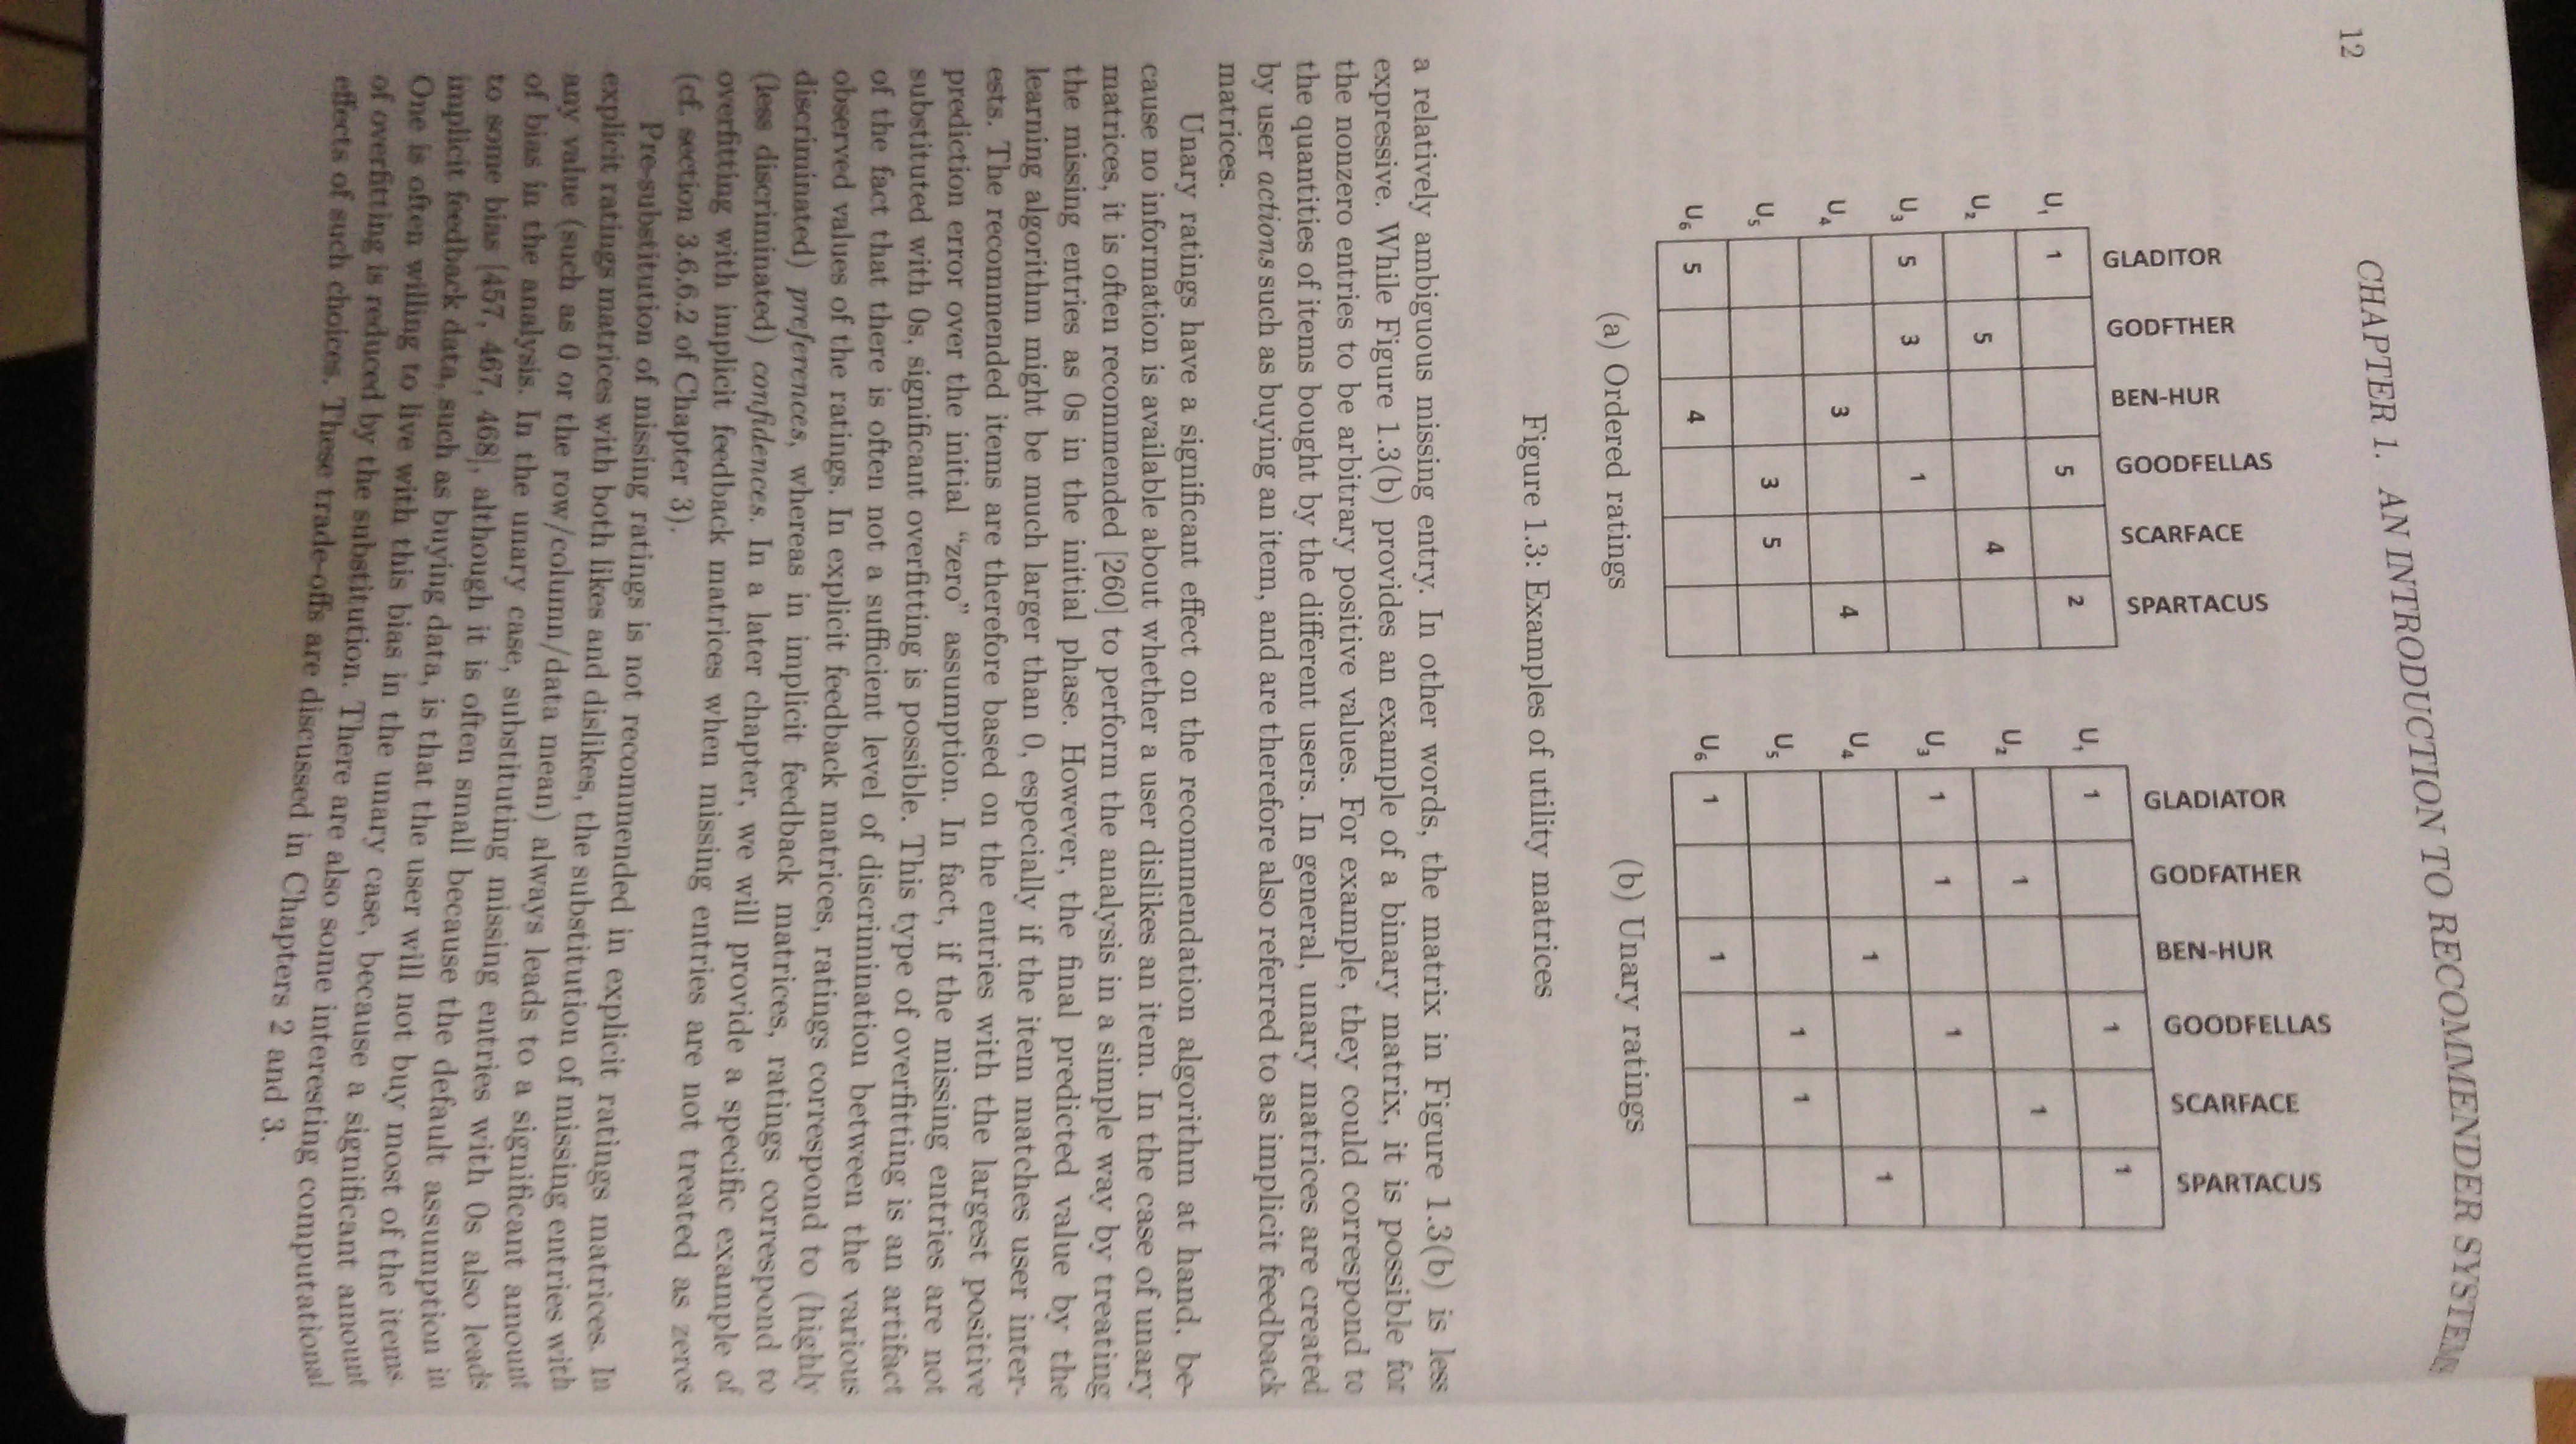 12
CHAPTER 1. AN INTRODUCTION TO RECOMMENDER SYSTEM
GLADITOR GODFTHER BEN-HUR GOODFELLAS SCARFACE SPARTACUS
U1 1 5 2
U2 5 4
U3 5 3 1
U4 3 4
U5 3 5
U6 5 4
(a) Ordered ratings
GLADIATOR GODFATHER BEN-HUR GOODFELLAS SCARFACE SPARTACUS
U1 1 1 1
U2 1 1
U3 1 1 1
U4 1 1
U5 1 1
U6 1 1
(b) Unary ratings
Figure 1.3: Examples of utility matrices
a relatively ambiguous missing entry. In other words, the matrix in Figure 1.3(b) is less
expressive. While Figure 1.3(b) provides an example of a binary matrix, it is possible for
the nonzero entries to be arbitrary positive values. For example, they could correspond to
the quantities of items bought by the different users. In general, unary matrices are created
by user actions such as buying an item, and are therefore also referred to as implicit feedback
matrices.
Unary ratings have a significant effect on the recommendation algorithm at hand, be-
cause no information is available about whether a user dislikes an item. In the case of unary
matrices, it is often recommended [260] to perform the analysis in a simple way by treating
the missing entries as 0s in the initial phase. However, the final predicted value by the
learning algorithm might be much larger than 0, especially if the item matches user inter-
ests. The recommended items are therefore based on the entries with the largest positive
prediction error over the initial “zero” assumption. In fact, if the missing entries are not
substituted with 0s, significant overfitting is possible. This type of overfitting is an artifact
of the fact that there is often not a sufficient level of discrimination between the various
observed values of the ratings. In explicit feedback matrices, ratings correspond to (highly
discriminated) preferences, whereas in implicit feedback matrices, ratings correspond to
(less discriminated) confidences. In a later chapter, we will provide a specific example of
overfitting with implicit feedback matrices when missing entries are not treated as zeros
(cf. section 3.6.6.2 of Chapter 3).
Pre-substitution of missing ratings is not recommended in explicit ratings matrices. In
explicit ratings matrices with both likes and dislikes, the substitution of missing entries with
any value (such as 0 or the row/column/data mean) always leads to a significant amount
of bias in the analysis. In the unary case, substituting missing entries with 0s also leads
to some bias [457, 467, 468], although it is often small because the default assumption in
implicit feedback data, such as buying data, is that the user will not buy most of the items.
One is often willing to live with this bias in the unary case, because a significant amount
of overfitting is reduced by the substitution. There are also some interesting computational
effects of such choices. These trade-offs are discussed in Chapters 2 and 3.